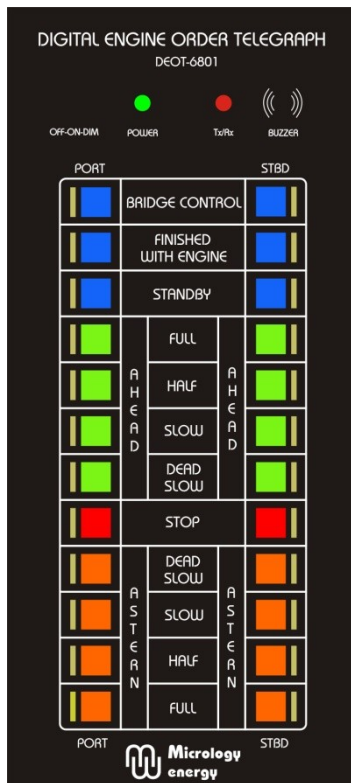 DIGITAL ENGINE ORDER TELEGRAPH
DEOT-6801
OFF-ON-DIM POWER Tx/Rx BUZZER
PORT STBD
BRIDGE CONTROL
FINISHED
WITH ENGINE
STANDBY
AHEAD
FULL
HALF
SLOW
DEAD
SLOW
AHEAD
STOP
ASTERN
DEAD
SLOW
SLOW
HALF
FULL
ASTERN
PORT STBD
Micrology
energy